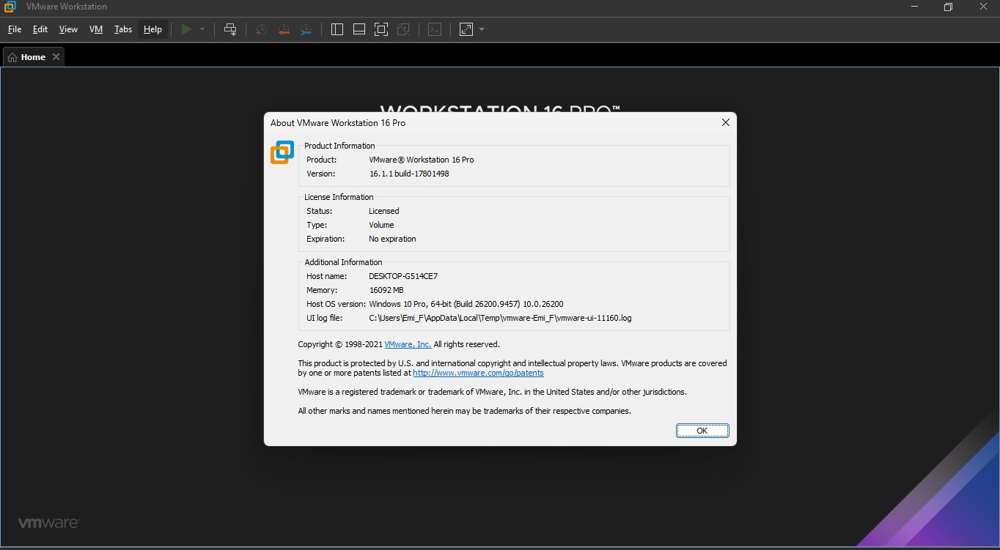 VMware Workstation
File Edit View VM Tabs Help
Home
WORKSTATION 16 PRO™
About VMware Workstation 16 Pro
Product Information
Product: VMware® Workstation 16 Pro
Version: 16.1.1 build-17801498
License Information
Status: Licensed
Type: Volume
Expiration: No expiration
Additional Information
Host name: DESKTOP-G514CE7
Memory: 16092 MB
Host OS version: Windows 10 Pro, 64-bit (Build 26200.9457) 10.0.26200
UI log file: C:\Users\Emi_F\AppData\Local\Temp\vmware-Emi_F\vmware-ui-11160.log
Copyright © 1998-2021 VMware, Inc. All rights reserved.
This product is protected by U.S. and international copyright and intellectual property laws. VMware products are covered
by one or more patents listed at http://www.vmware.com/go/patents
VMware is a registered trademark or trademark of VMware, Inc. in the United States and/or other jurisdictions.
All other marks and names mentioned herein may be trademarks of their respective companies.
OK
vmware